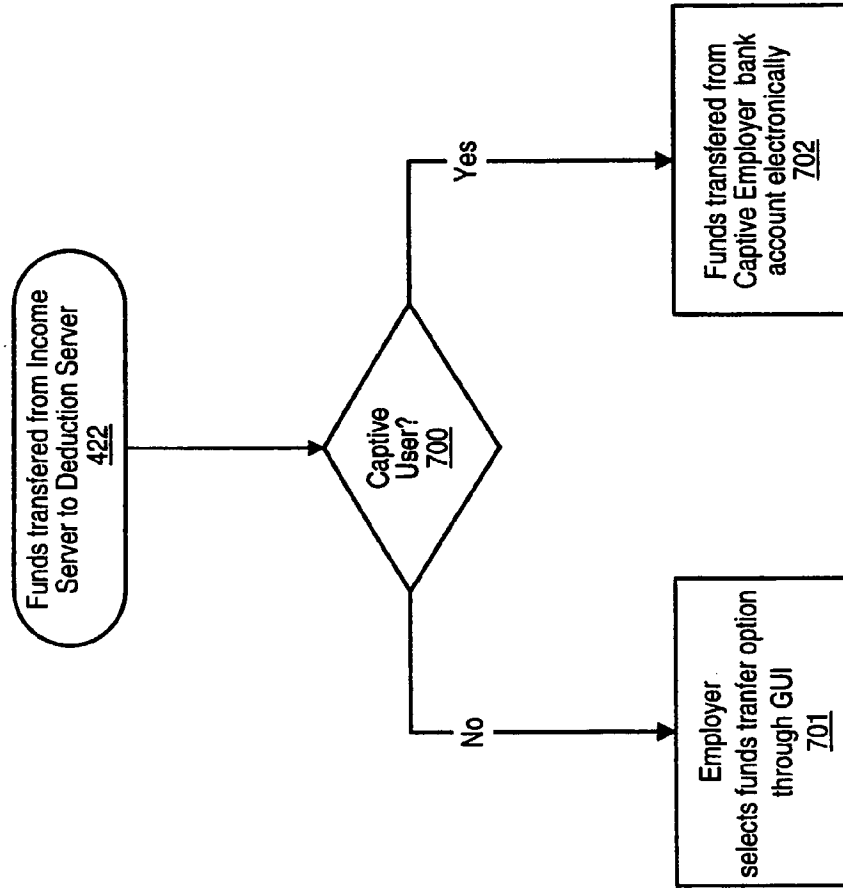 Funds transfered from Income
Server to Deduction Server
422
Captive
User?
700
No
Yes
Employer
selects funds tranfer option
through GUI
701
Funds transfered from
Captive Employer bank
account electronically
702